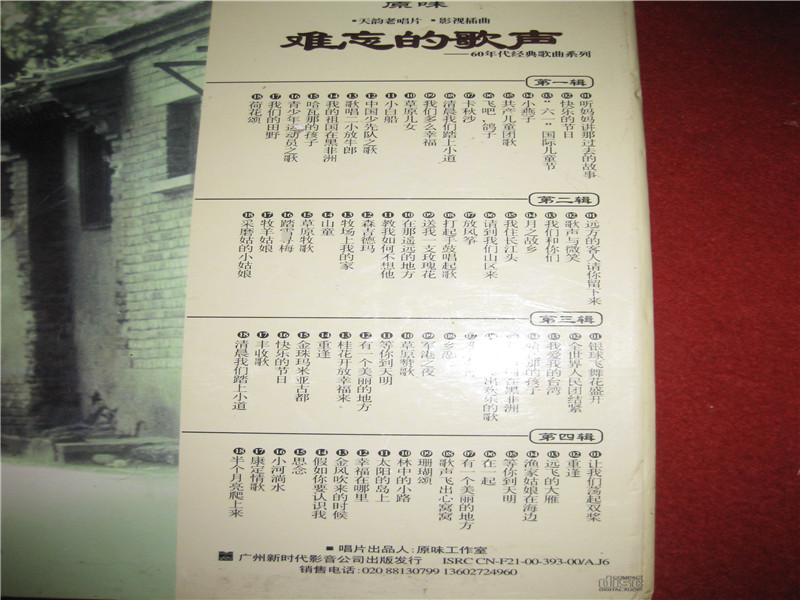 原味
•天韵老唱片 •影视插曲
难忘的歌声
——60年代经典歌曲系列
第一辑
01 听妈妈讲那过去的故事
02 快乐的节日
03 “六一”国际儿童节
04 小燕子
05 共产儿童团歌
06 飞吧,鸽子
07 卡秋沙
08 清晨我们踏上小道
09 我们多么幸福
10 草原儿女
11 小白船
12 中国少先队之歌
13 歌唱二小放牛郎
14 我的祖国在黑非洲
15 哈瓦那的孩子
16 青少年运动员之歌
17 我们的田野
18 荷花颂
第二辑
01 远方的客人请你留下来
02 歌声与微笑
03 我们和你们
04 月之故乡
05 我住长江头
06 请到我们山区来
07 放风筝
08 打起手鼓唱起歌
09 送我一支玫瑰花
10 在那遥远的地方
11 教我如何不想他
12 森吉德玛
13 牧场上我的家
14 山童
15 草原牧歌
16 踏雪寻梅
17 牧羊姑娘
18 采磨姑的小姑娘
第三辑
01 银球飞舞花盛开
02 全世界人民团结紧
03 我爱我的台湾
那的孩子
在黑非洲
出欢乐的歌
08 乡恋
09 军港之夜
10 草原赞歌
11 等你到天明
12 有一个美丽的地方
13 桂花开放幸福来
14 重逢
15 金珠玛米亚古都
16 快乐的节日
17 丰收歌
18 清晨我们踏上小道
第四辑
01 让我们荡起双桨
02 重逢
03 远飞的大雁
04 渔家姑娘在海边
05 等你到天明
06 在一起
07 有一个美丽的地方
08 歌声飞出心窝窝
09 珊瑚颂
10 林中的小路
11 太阳的岛上
12 幸福在哪里
13 金风吹来的时候
14 假如你要认识我
15 思念
16 小河淌水
17 康定情歌
18 半个月亮爬上来
■ 唱片出品人:原味工作室
广州新时代影音公司出版发行 ISRC CN-F21-00-393-00/A.J6
销售电话:020 88130799 13602724960
COMPACT
disc
DIGITAL AUDIO